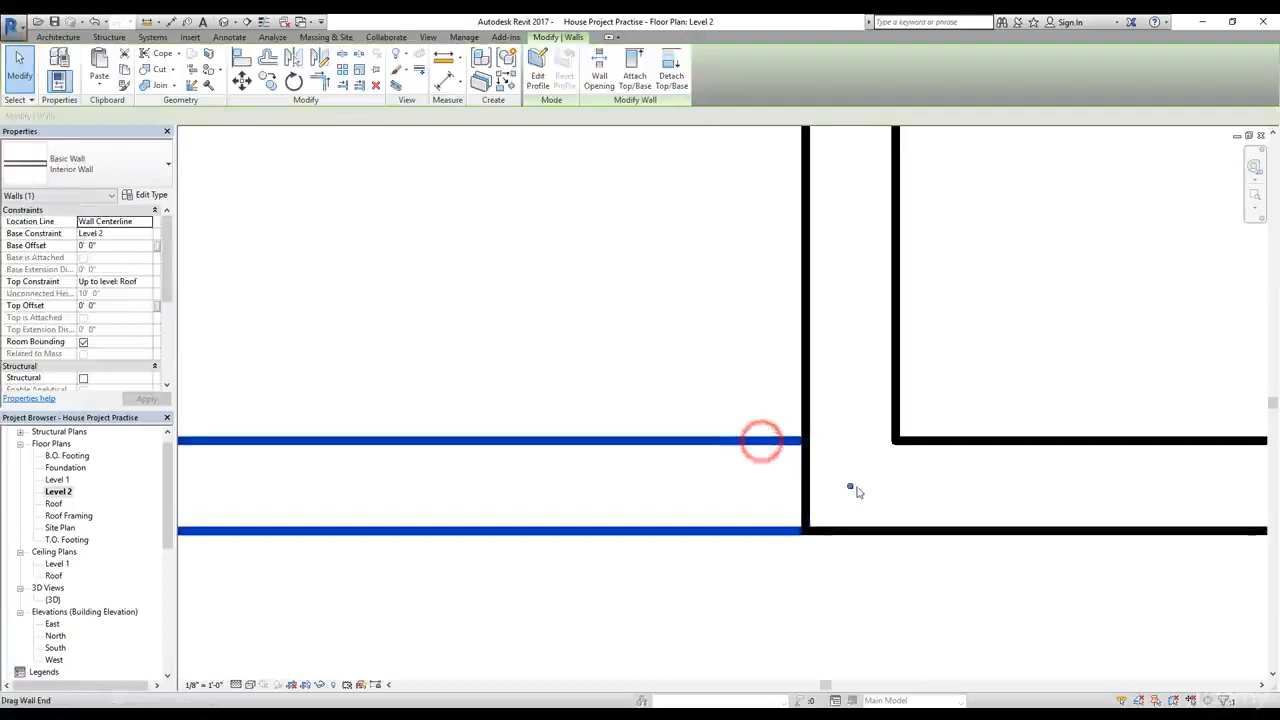 Autodesk Revit 2017 - House Project Practise - Floor Plan: Level 2
Type a keyword or phrase
Sign In
Architecture Structure Systems Insert Annotate Analyze Massing & Site Collaborate View Manage Add-ins Modify | Walls
Modify
Paste
Cope
Cut
Join
Edit Profile
Reset Profile
Wall Opening
Attach Top/Base
Detach Top/Base
Select Properties Clipboard Geometry Modify View Measure Create Mode Modify Wall
Modify | Walls
Properties
Basic Wall
Interior Wall
Walls (1) Edit Type
Constraints
Location Line Wall Centerline
Base Constraint Level 2
Base Offset 0' 0"
Base is Attached
Base Extension Di... 0' 0"
Top Constraint Up to level: Roof
Unconnected Hei... 10' 0"
Top Offset 0' 0"
Top is Attached
Top Extension Dis... 0' 0"
Room Bounding
Related to Mass
Structural
Structural
Enable Analytical
Properties help Apply
Project Browser - House Project Practise
Structural Plans
Floor Plans
B.O. Footing
Foundation
Level 1
Level 2
Roof
Roof Framing
Site Plan
T.O. Footing
Ceiling Plans
Level 1
Roof
3D Views
{3D}
Elevations (Building Elevation)
East
North
South
West
Legends
1/8" = 1'-0"
Drag Wall End
:0
Main Model
:1